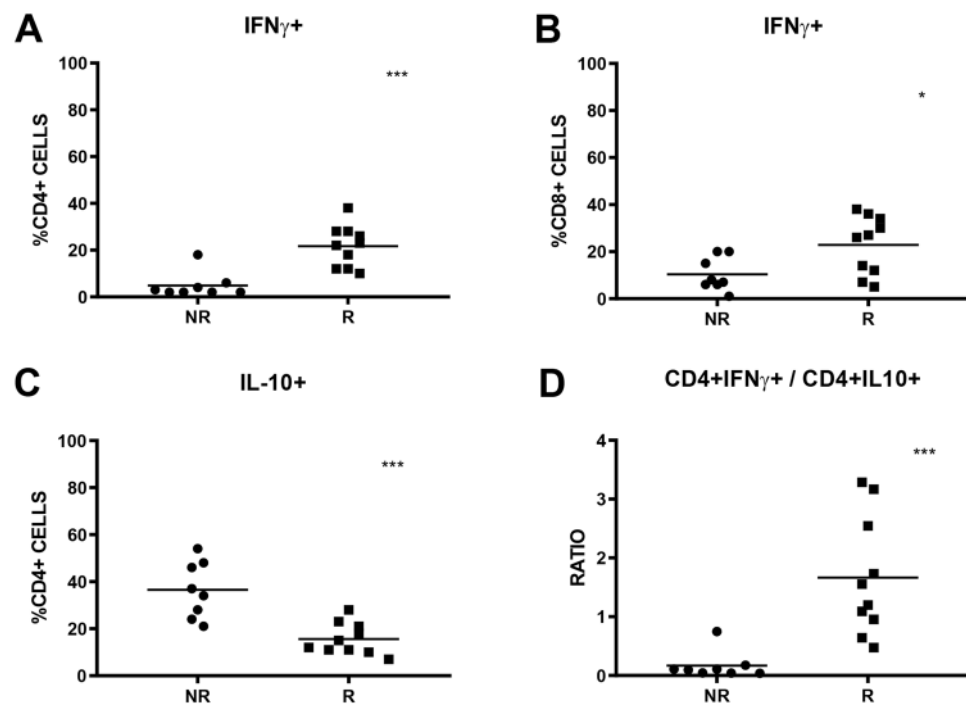 A
IFNγ+
%CD4+ CELLS
100
80
60
40
20
0
***
NR
R
B
IFNγ+
%CD8+ CELLS
100
80
60
40
20
0
*
NR
R
C
IL-10+
%CD4+ CELLS
100
80
60
40
20
0
***
NR
R
D
CD4+IFNγ+ / CD4+IL10+
RATIO
4
3
2
1
0
***
NR
R